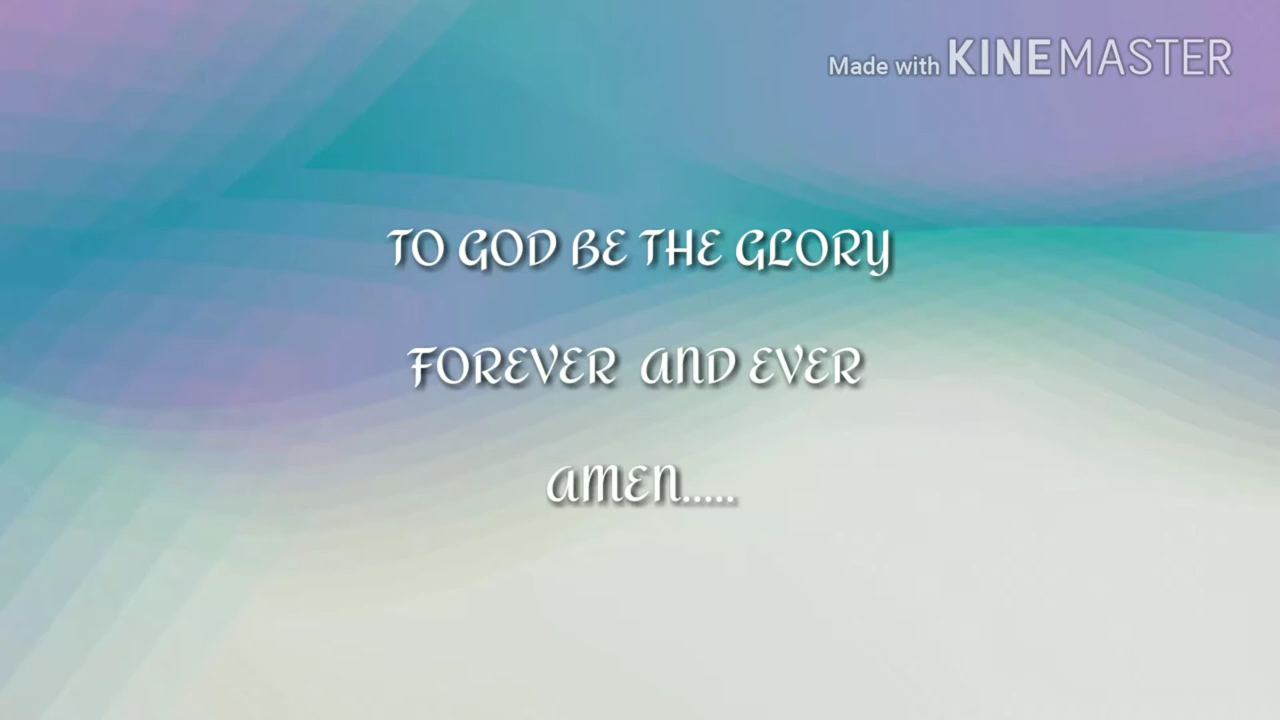 Made with KINEMASTER
TO GOD BE THE GLORY
FOREVER AND EVER
AMEN.....